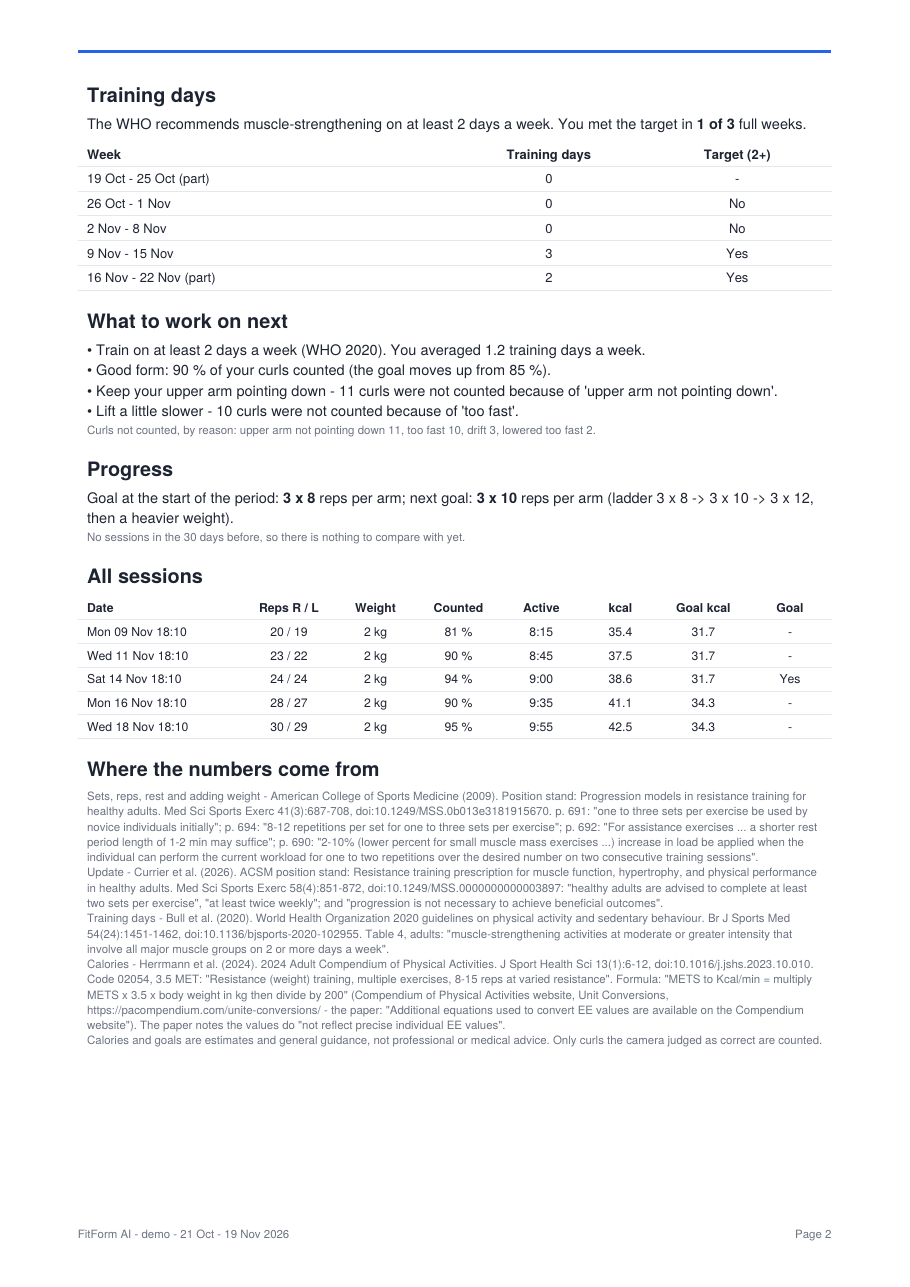 Training days
The WHO recommends muscle-strengthening on at least 2 days a week. You met the target in 1 of 3 full weeks.
Week Training days Target (2+)
19 Oct - 25 Oct (part) 0 -
26 Oct - 1 Nov 0 No
2 Nov - 8 Nov 0 No
9 Nov - 15 Nov 3 Yes
16 Nov - 22 Nov (part) 2 Yes
What to work on next
• Train on at least 2 days a week (WHO 2020). You averaged 1.2 training days a week.
• Good form: 90 % of your curls counted (the goal moves up from 85 %).
• Keep your upper arm pointing down - 11 curls were not counted because of 'upper arm not pointing down'.
• Lift a little slower - 10 curls were not counted because of 'too fast'.
Curls not counted, by reason: upper arm not pointing down 11, too fast 10, drift 3, lowered too fast 2.
Progress
Goal at the start of the period: 3 x 8 reps per arm; next goal: 3 x 10 reps per arm (ladder 3 x 8 -> 3 x 10 -> 3 x 12,
then a heavier weight).
No sessions in the 30 days before, so there is nothing to compare with yet.
All sessions
Date Reps R / L Weight Counted Active kcal Goal kcal Goal
Mon 09 Nov 18:10 20 / 19 2 kg 81 % 8:15 35.4 31.7 -
Wed 11 Nov 18:10 23 / 22 2 kg 90 % 8:45 37.5 31.7 -
Sat 14 Nov 18:10 24 / 24 2 kg 94 % 9:00 38.6 31.7 Yes
Mon 16 Nov 18:10 28 / 27 2 kg 90 % 9:35 41.1 34.3 -
Wed 18 Nov 18:10 30 / 29 2 kg 95 % 9:55 42.5 34.3 -
Where the numbers come from
Sets, reps, rest and adding weight - American College of Sports Medicine (2009). Position stand: Progression models in resistance training for
healthy adults. Med Sci Sports Exerc 41(3):687-708, doi:10.1249/MSS.0b013e3181915670. p. 691: "one to three sets per exercise be used by
novice individuals initially"; p. 694: "8-12 repetitions per set for one to three sets per exercise"; p. 692: "For assistance exercises ... a shorter rest
period length of 1-2 min may suffice"; p. 690: "2-10% (lower percent for small muscle mass exercises ...) increase in load be applied when the
individual can perform the current workload for one to two repetitions over the desired number on two consecutive training sessions".
Update - Currier et al. (2026). ACSM position stand: Resistance training prescription for muscle function, hypertrophy, and physical performance
in healthy adults. Med Sci Sports Exerc 58(4):851-872, doi:10.1249/MSS.0000000000003897: "healthy adults are advised to complete at least
two sets per exercise", "at least twice weekly"; and "progression is not necessary to achieve beneficial outcomes".
Training days - Bull et al. (2020). World Health Organization 2020 guidelines on physical activity and sedentary behaviour. Br J Sports Med
54(24):1451-1462, doi:10.1136/bjsports-2020-102955. Table 4, adults: "muscle-strengthening activities at moderate or greater intensity that
involve all major muscle groups on 2 or more days a week".
Calories - Herrmann et al. (2024). 2024 Adult Compendium of Physical Activities. J Sport Health Sci 13(1):6-12, doi:10.1016/j.jshs.2023.10.010.
Code 02054, 3.5 MET: "Resistance (weight) training, multiple exercises, 8-15 reps at varied resistance". Formula: "METS to Kcal/min = multiply
METS x 3.5 x body weight in kg then divide by 200" (Compendium of Physical Activities website, Unit Conversions,
https://pacompendium.com/unite-conversions/ - the paper: "Additional equations used to convert EE values are available on the Compendium
website"). The paper notes the values do "not reflect precise individual EE values".
Calories and goals are estimates and general guidance, not professional or medical advice. Only curls the camera judged as correct are counted.
FitForm AI - demo - 21 Oct - 19 Nov 2026 Page 2